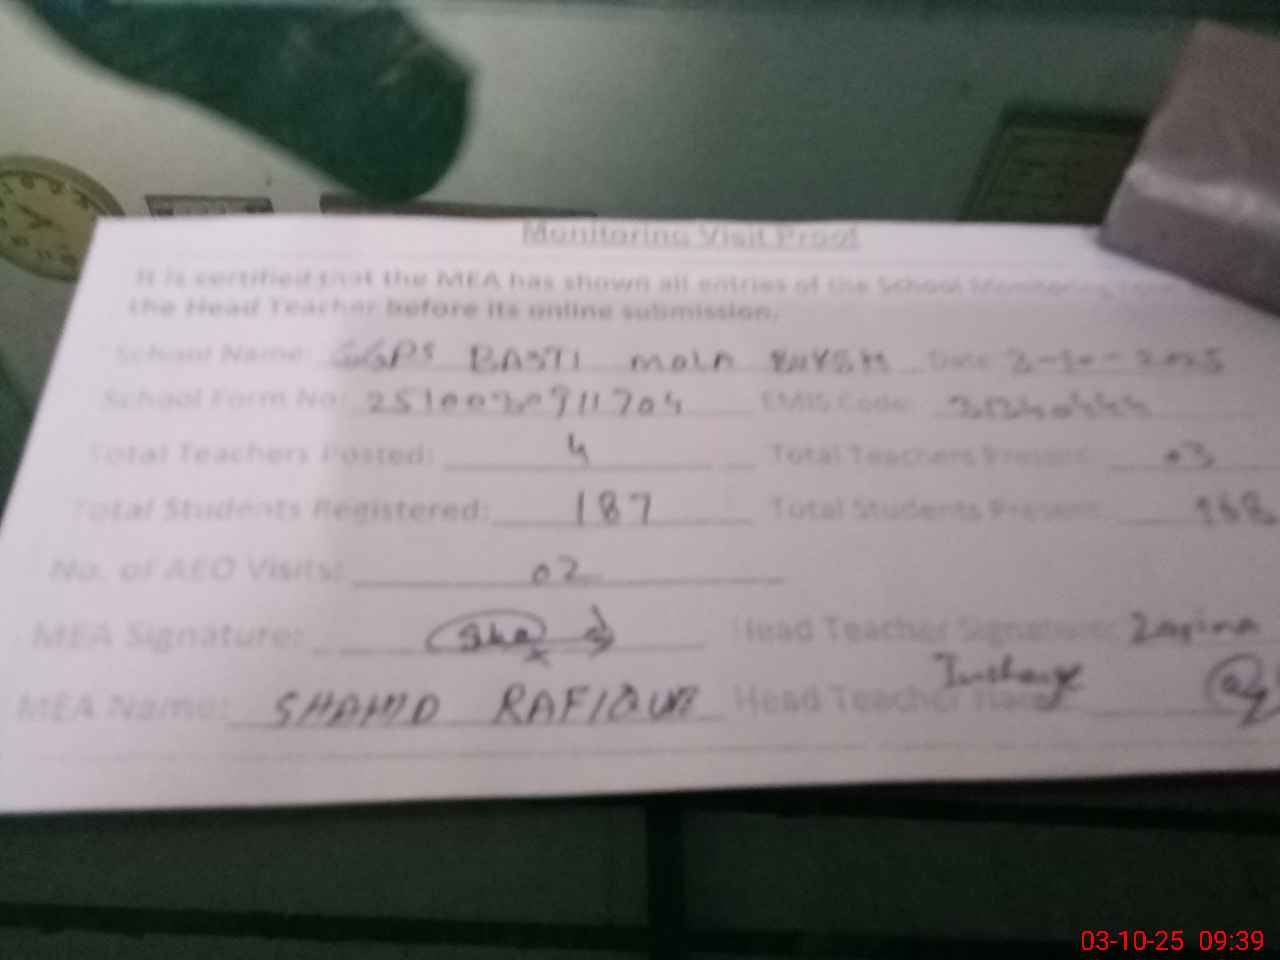 Monitoring Visit Proof
It is certified that the MEA has shown all entries of the School Monitoring
the Head Teacher before its online submission.
School Name: GGPS BASTI MOLA BUKSH Date: 3-10-2025
School Form No: EMIS Code:
Total Teachers Posted: 4 Total Teachers Present: 03
Total Students Registered: 187 Total Students Present: 168
No. of AEO Visits: 02
MEA Signature: Head Teacher Signature:
Incharge
MEA Name: SHAHID RAFIQUE Head Teacher Name:
03-10-25 09:39